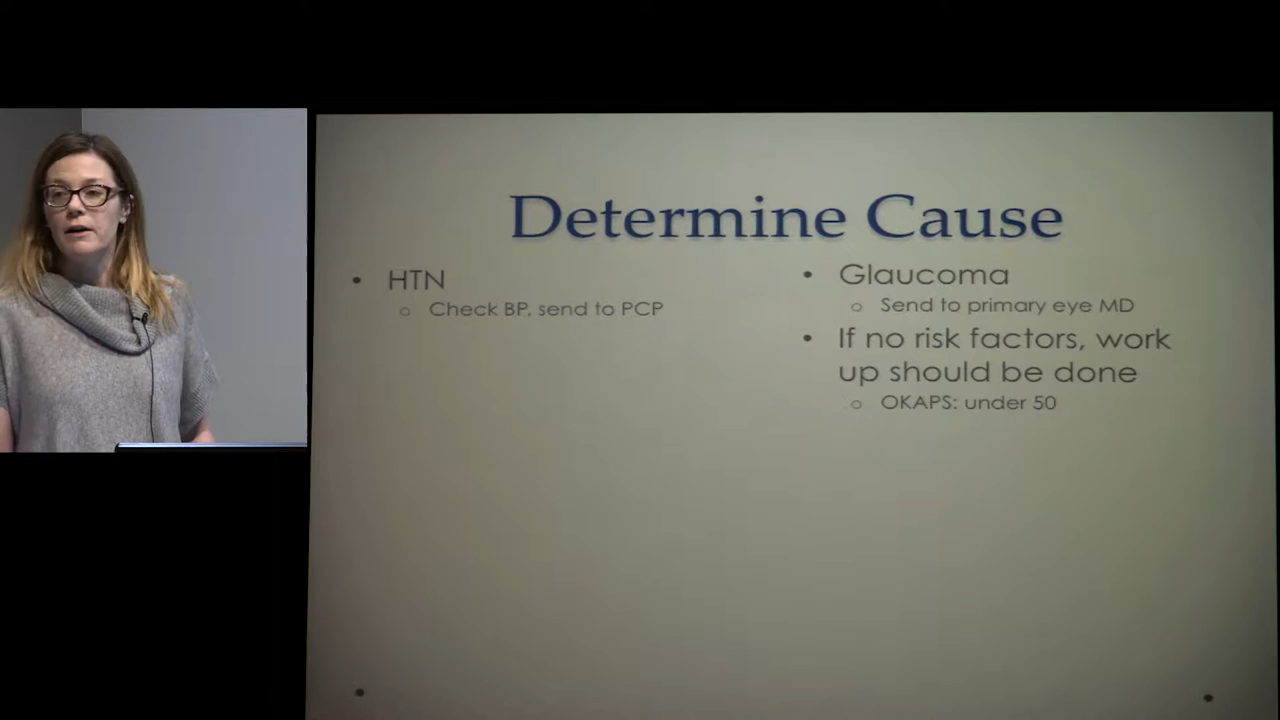 Determine Cause
• HTN
○ Check BP, send to PCP
• Glaucoma
○ Send to primary eye MD
• If no risk factors, work
up should be done
○ OKAPS: under 50